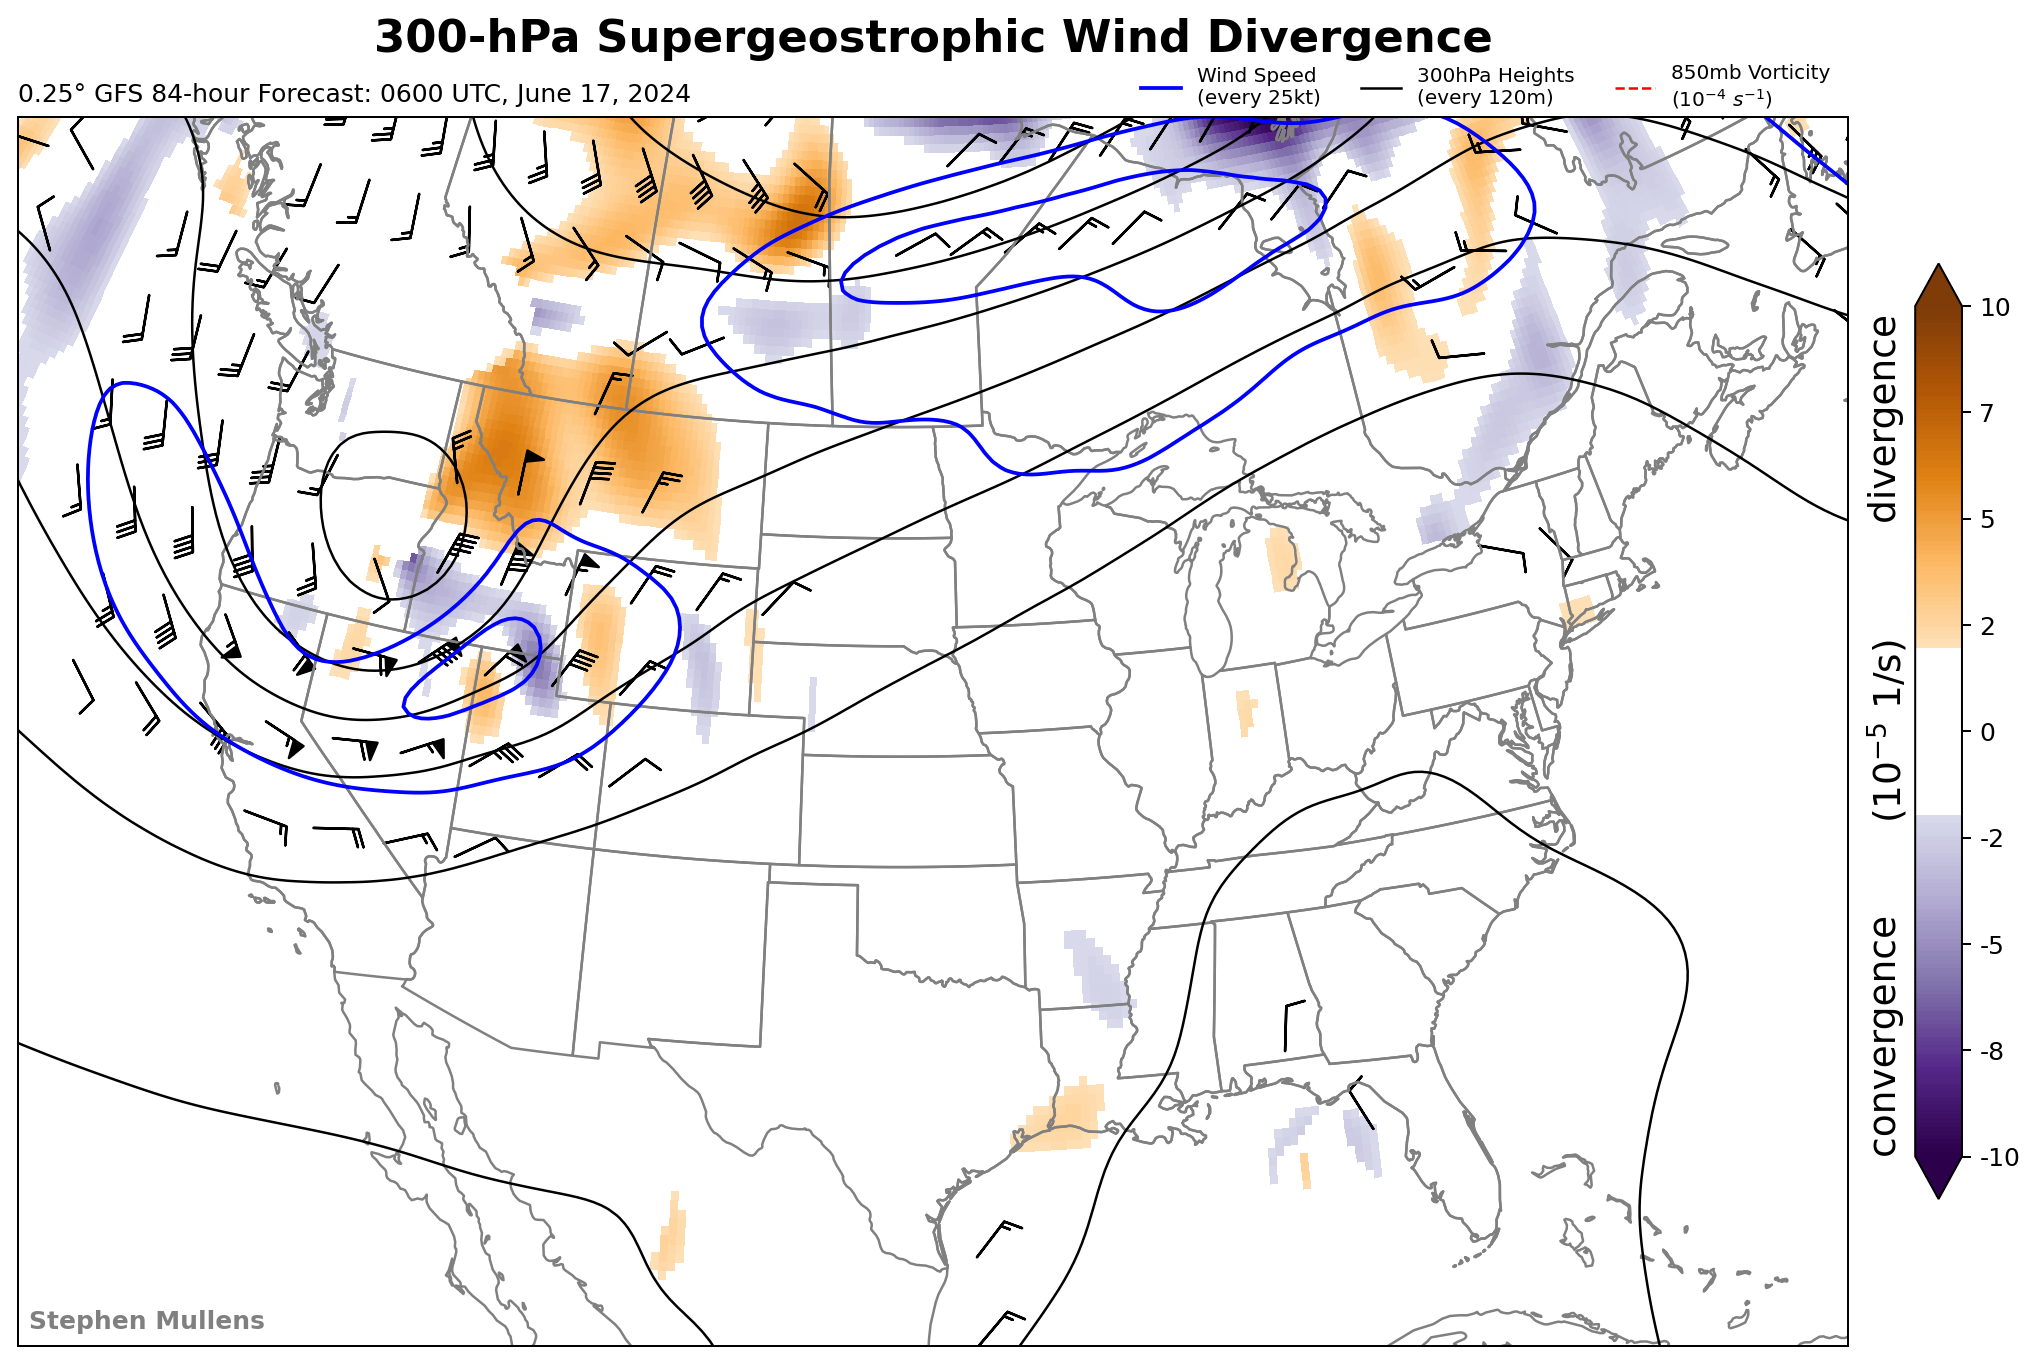 300-hPa Supergeostrophic Wind Divergence
0.25° GFS 84-hour Forecast: 0600 UTC, June 17, 2024
Wind Speed
(every 25kt)
300hPa Heights
(every 120m)
850mb Vorticity
(10⁻⁴ s⁻¹)
10
7
5
2
0
-2
-5
-8
-10
convergence (10⁻⁵ 1/s) divergence
Stephen Mullens